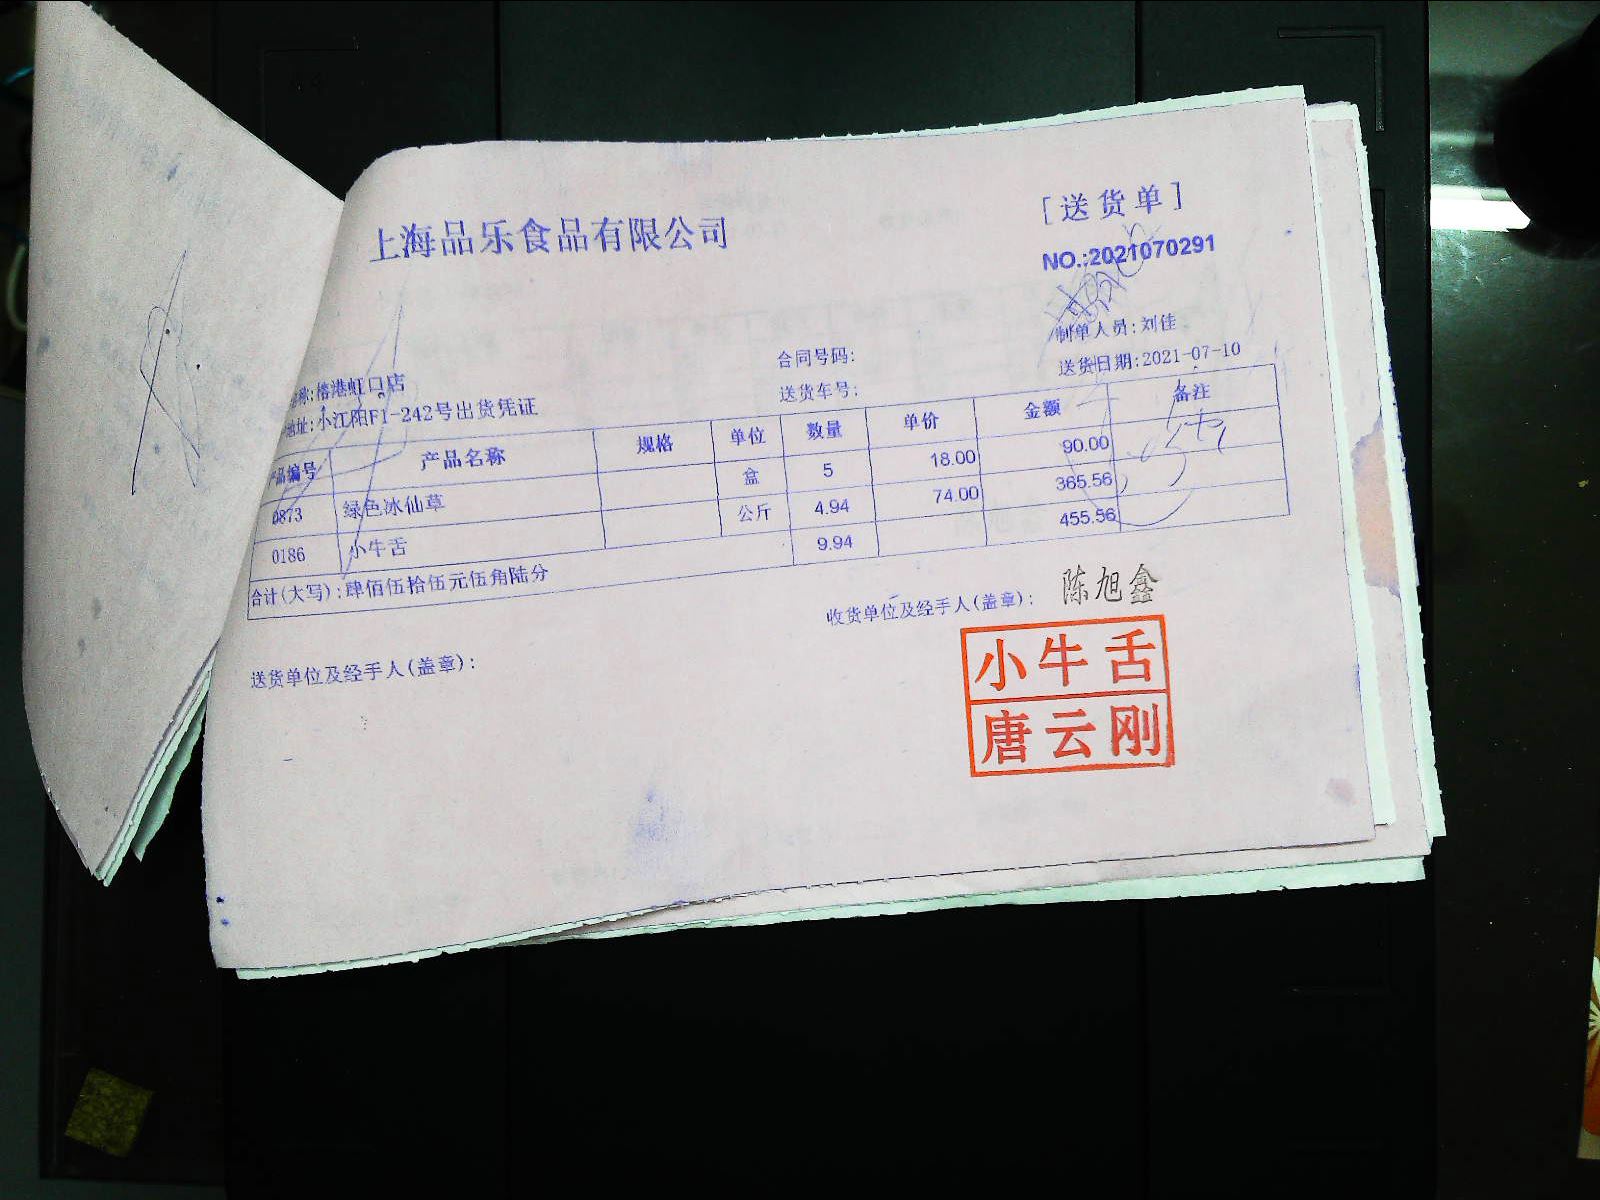 上海品乐食品有限公司
[送货单]
NO.:2021070291
制单人员:刘佳
合同号码:
送货日期:2021-07-10
称:榕港虹口店
送货车号:
地址:小江阳F1-242号出货凭证
产品编号 产品名称 规格 单位 数量 单价 金额 备注
0873 绿色冰仙草 盒 5 18.00 90.00
0186 小牛舌 公斤 4.94 74.00 365.56
合计(大写):肆佰伍拾伍元伍角陆分 9.94 455.56
送货单位及经手人(盖章):
收货单位及经手人(盖章): 陈旭鑫
小牛舌
唐云刚